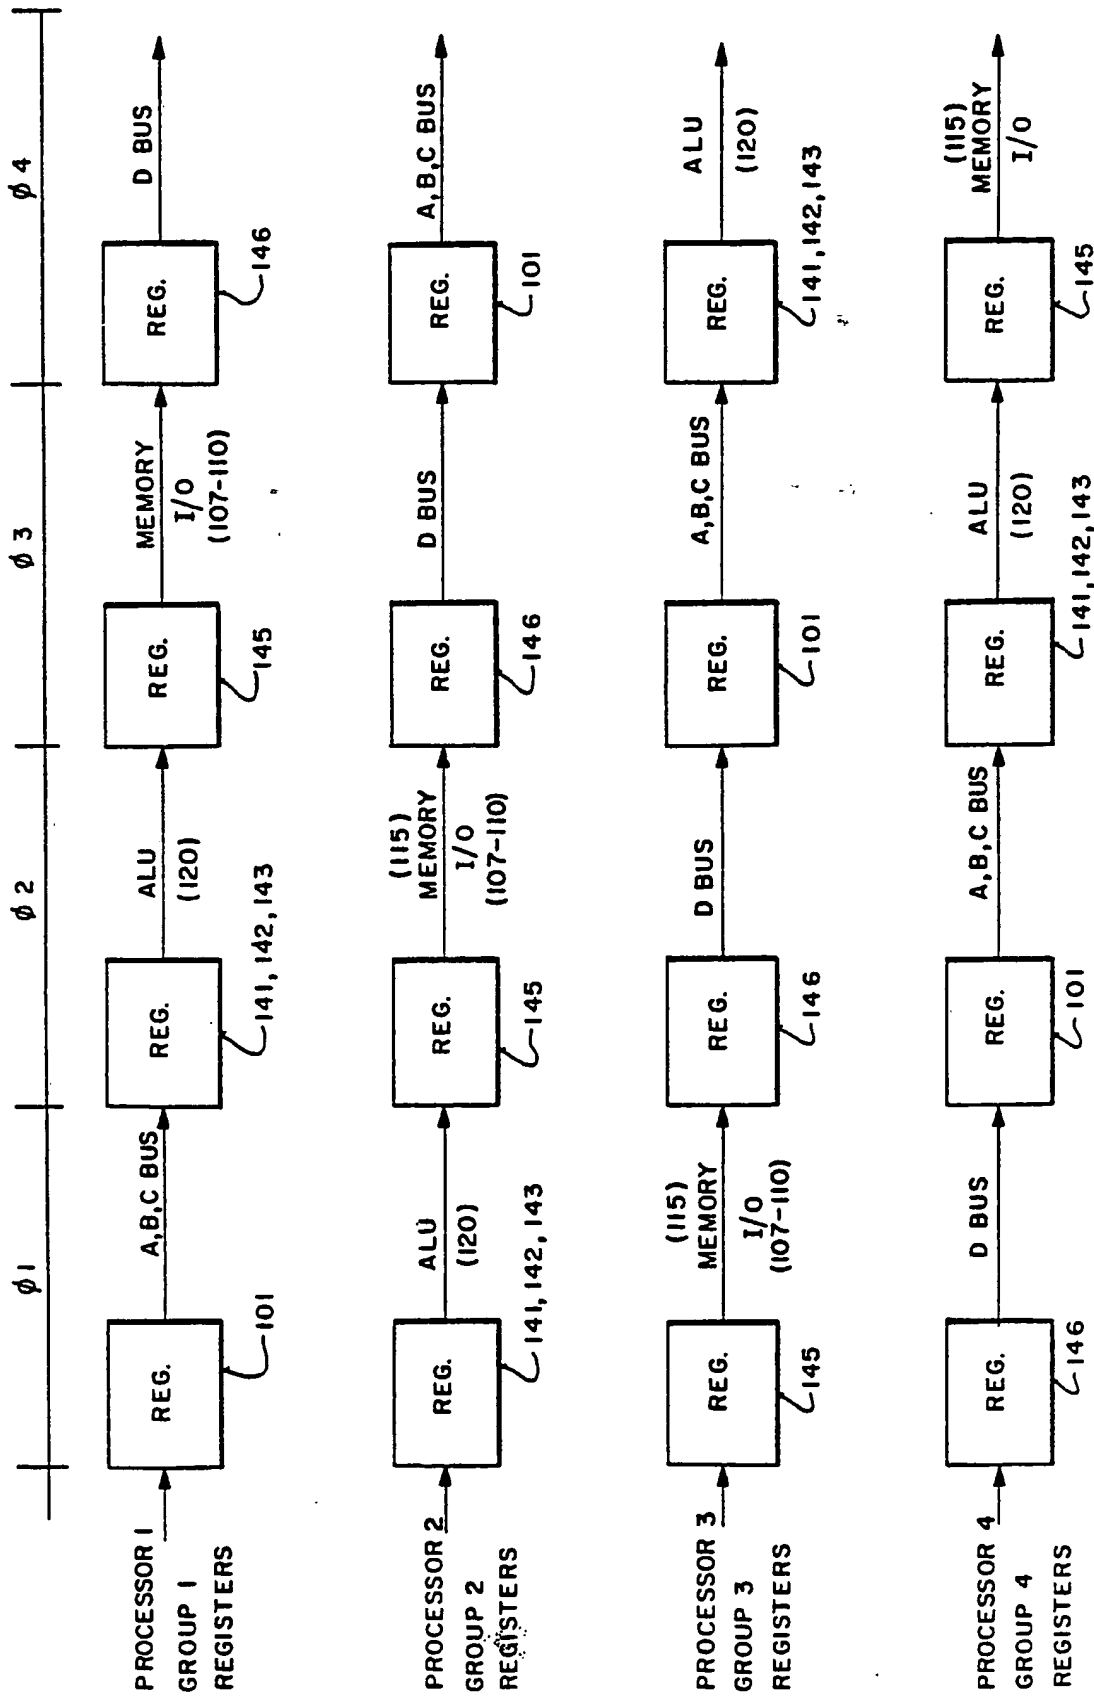 ø1
ø2
ø3
ø4
PROCESSOR 1
GROUP 1
REGISTERS
REG.
101
A,B,C BUS
REG.
141, 142, 143
ALU
(120)
REG.
145
MEMORY
I/O
(107-110)
REG.
146
D BUS
PROCESSOR 2
GROUP 2
REGISTERS
REG.
141, 142, 143
ALU
(120)
REG.
145
(115)
MEMORY
I/O
(107-110)
REG.
146
D BUS
REG.
101
A,B,C BUS
PROCESSOR 3
GROUP 3
REGISTERS
REG.
145
(115)
MEMORY
I/O
(107-110)
REG.
146
D BUS
REG.
101
A,B,C BUS
REG.
141, 142, 143
ALU
(120)
PROCESSOR 4
GROUP 4
REGISTERS
REG.
146
D BUS
REG.
101
A,B,C BUS
REG.
141, 142, 143
ALU
(120)
REG.
145
(115)
MEMORY
I/O